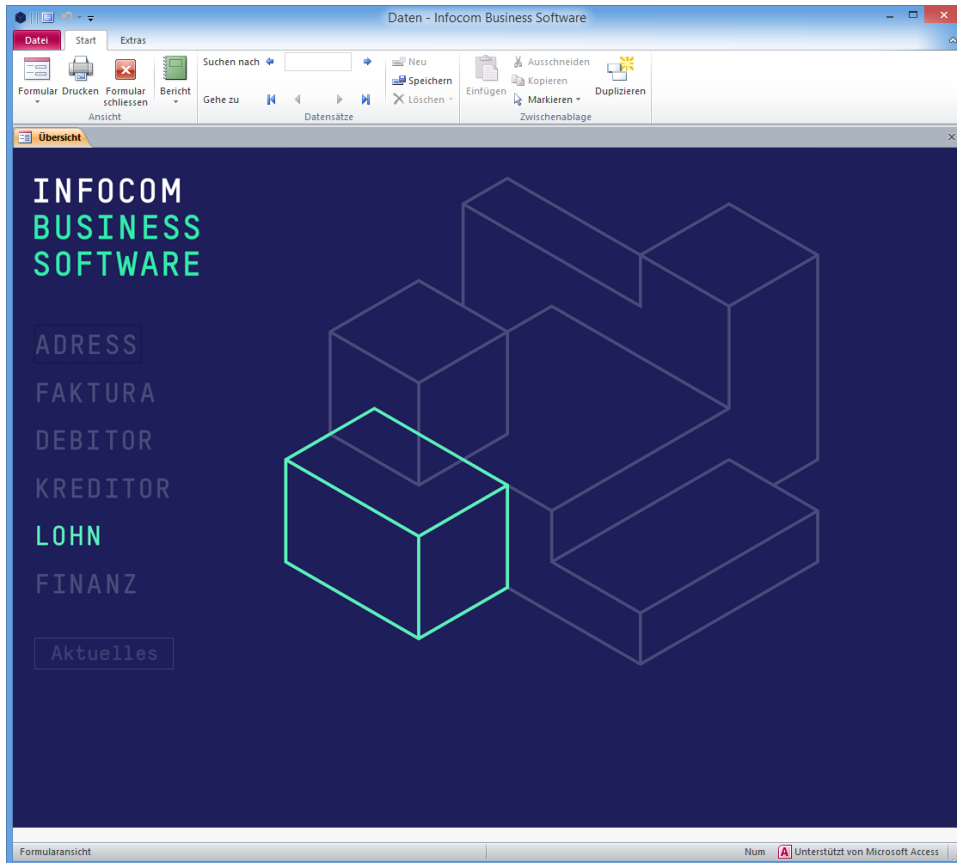 Daten - Infocom Business Software
Datei Start Extras
Suchen nach Neu Ausschneiden
Speichern Kopieren
Formular Drucken Formular schliessen Bericht Gehe zu Löschen Einfügen Markieren Duplizieren
Ansicht Datensätze Zwischenablage
Übersicht
INFOCOM
BUSINESS
SOFTWARE
ADRESS
FAKTURA
DEBITOR
KREDITOR
LOHN
FINANZ
Aktuelles
Formularansicht Num A Unterstützt von Microsoft Access